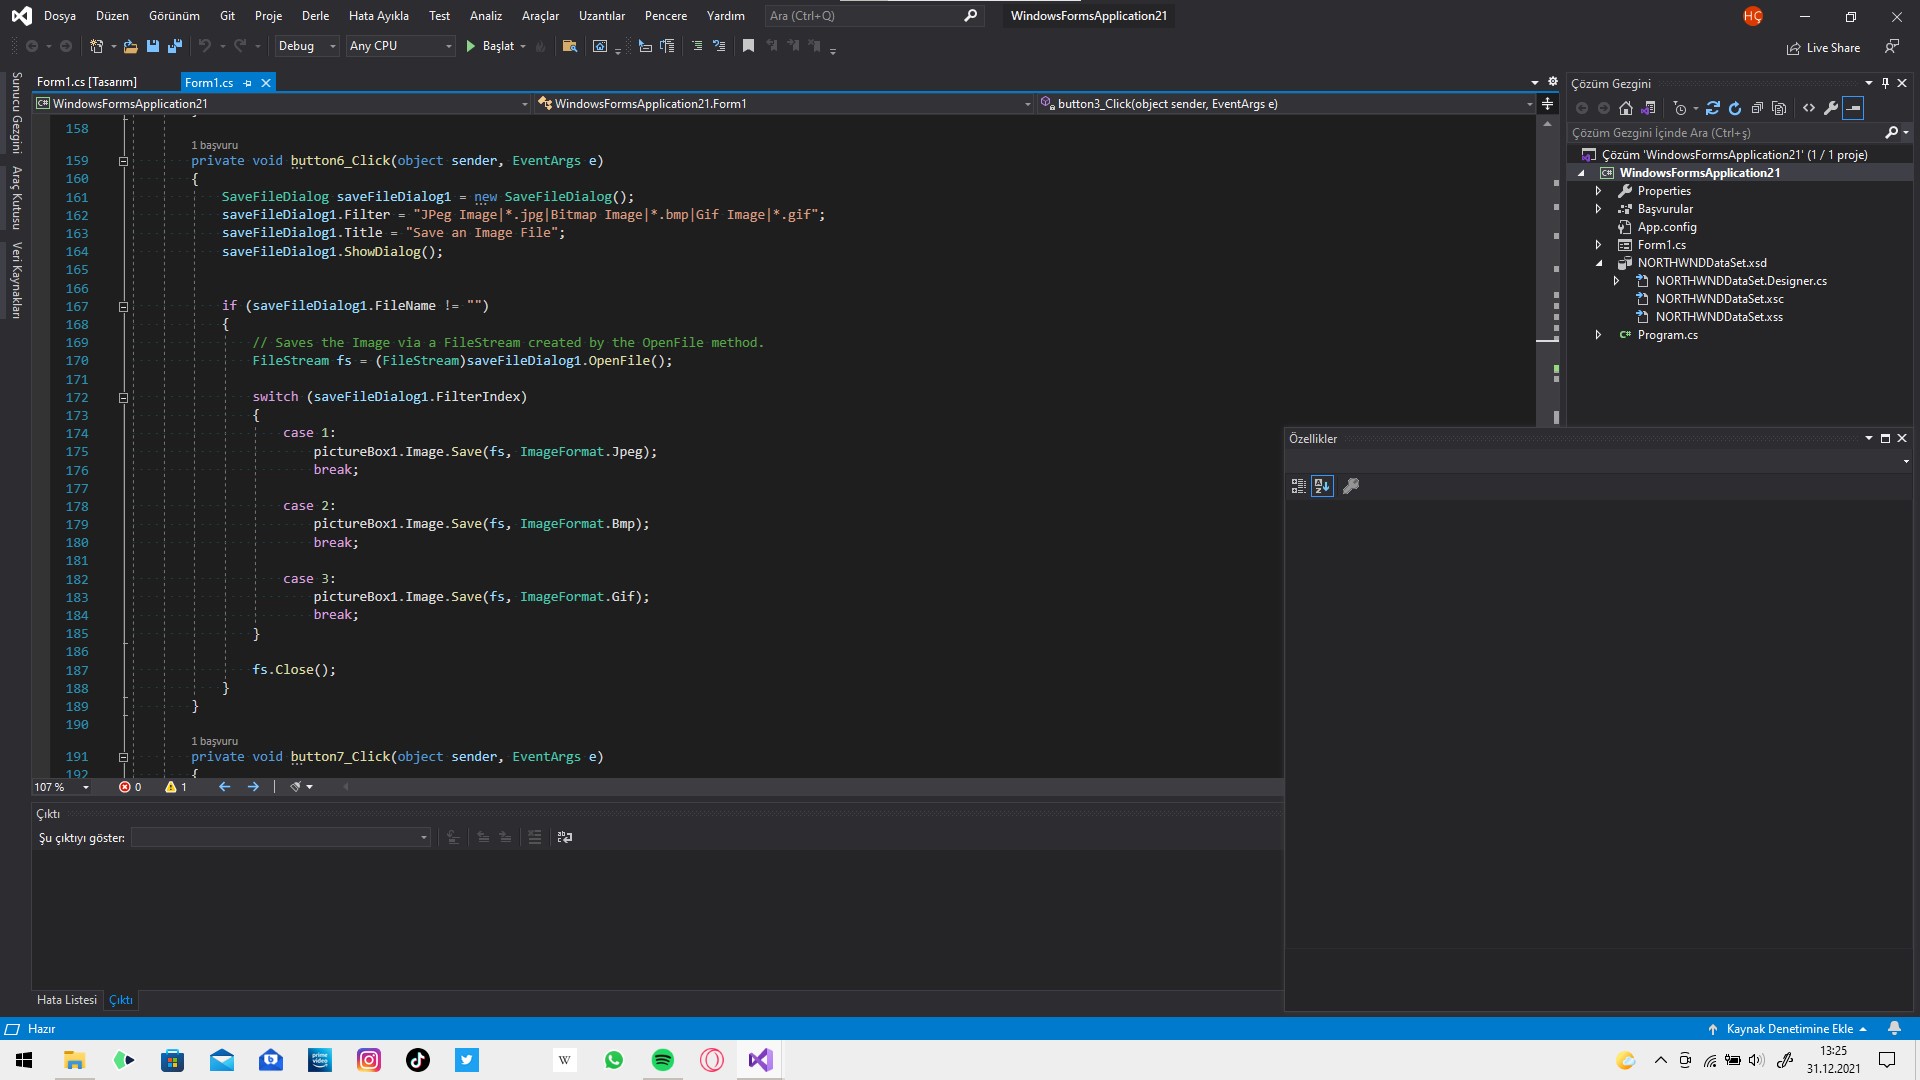 Dosya Düzen Görünüm Git Proje Derle Hata Ayıkla Test Analiz Araçlar Uzantılar Pencere Yardım Ara (Ctrl+Q) WindowsFormsApplication21 HÇ
Debug Any CPU Başlat Live Share
Sunucu Gezgini
Araç Kutusu
Veri Kaynakları
Form1.cs [Tasarım] Form1.cs
WindowsFormsApplication21 WindowsFormsApplication21.Form1 button3_Click(object sender, EventArgs e)
158
1 başvuru
159 private void button6_Click(object sender, EventArgs e)
160 {
161 SaveFileDialog saveFileDialog1 = new SaveFileDialog();
162 saveFileDialog1.Filter = "JPeg Image|*.jpg|Bitmap Image|*.bmp|Gif Image|*.gif";
163 saveFileDialog1.Title = "Save an Image File";
164 saveFileDialog1.ShowDialog();
165
166
167 if (saveFileDialog1.FileName != "")
168 {
169 // Saves the Image via a FileStream created by the OpenFile method.
170 FileStream fs = (FileStream)saveFileDialog1.OpenFile();
171
172 switch (saveFileDialog1.FilterIndex)
173 {
174 case 1:
175 pictureBox1.Image.Save(fs, ImageFormat.Jpeg);
176 break;
177
178 case 2:
179 pictureBox1.Image.Save(fs, ImageFormat.Bmp);
180 break;
181
182 case 3:
183 pictureBox1.Image.Save(fs, ImageFormat.Gif);
184 break;
185 }
186
187 fs.Close();
188 }
189 }
190
1 başvuru
191 private void button7_Click(object sender, EventArgs e)
192 {
107 % 0 1
Çıktı
Şu çıktıyı göster:
Hata Listesi Çıktı
Çözüm Gezgini
Çözüm Gezgini İçinde Ara (Ctrl+ş)
Çözüm 'WindowsFormsApplication21' (1 / 1 proje)
C# WindowsFormsApplication21
Properties
Başvurular
App.config
Form1.cs
NORTHWNDDataSet.xsd
NORTHWNDDataSet.Designer.cs
NORTHWNDDataSet.xsc
NORTHWNDDataSet.xss
C# Program.cs
Özellikler
Hazır Kaynak Denetimine Ekle
prime video W
13:25
31.12.2021